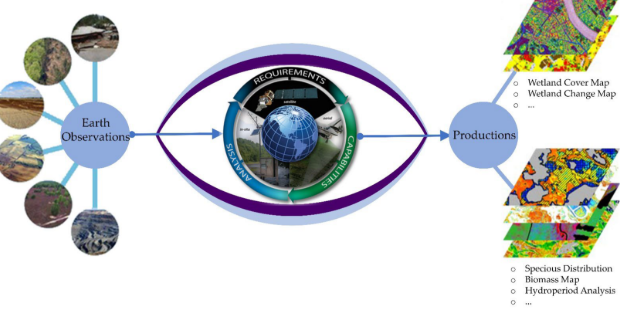 Earth
Observations
REQUIREMENTS
satellite
in-situ
aerial
ANALYSIS
CAPABILITIES
Productions
o Wetland Cover Map
o Wetland Change Map
o ...
o Specious Distribution
o Biomass Map
o Hydroperiod Analysis
o ...